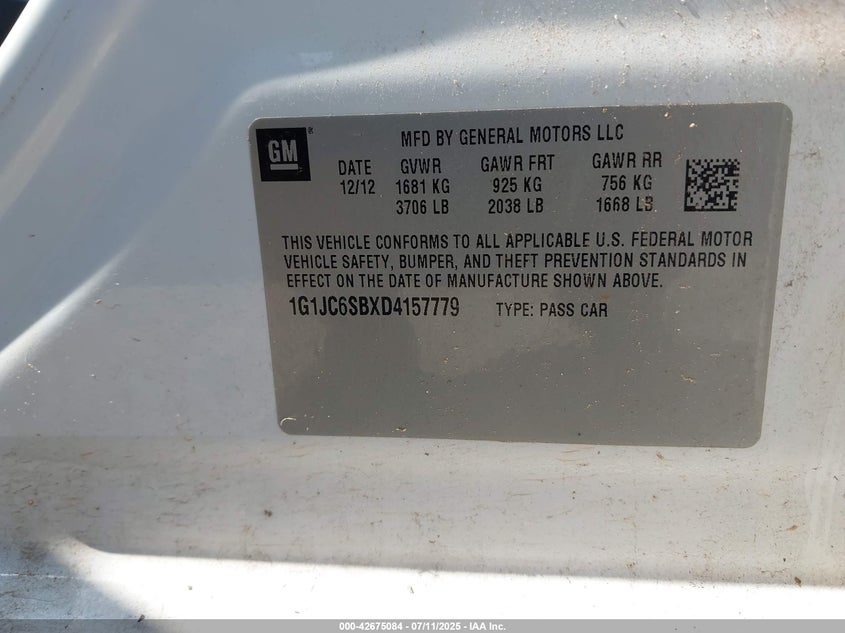 GM ®
MFD BY GENERAL MOTORS LLC
DATE GVWR GAWR FRT GAWR RR
12/12 1681 KG 925 KG 756 KG
3706 LB 2038 LB 1668 LB
THIS VEHICLE CONFORMS TO ALL APPLICABLE U.S. FEDERAL MOTOR
VEHICLE SAFETY, BUMPER, AND THEFT PREVENTION STANDARDS IN
EFFECT ON THE DATE OF MANUFACTURE SHOWN ABOVE.
1G1JC6SBXD4157779 TYPE: PASS CAR
000-42675084 - 07/11/2025 - IAA Inc.